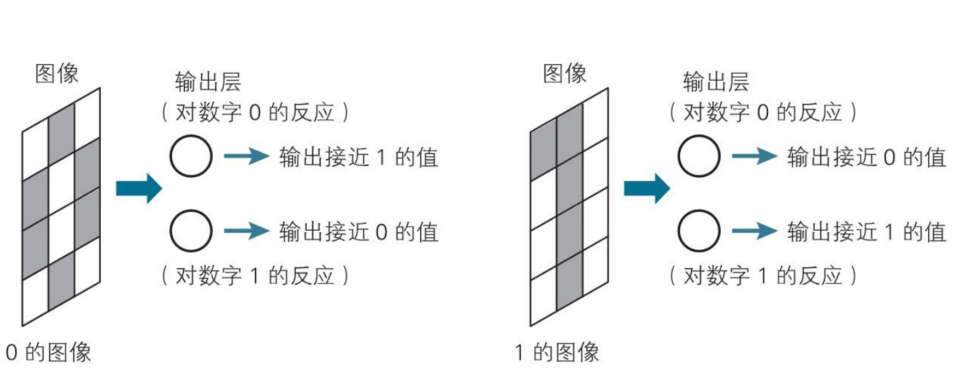 图像
输出层
（对数字 0 的反应）
输出接近 1 的值
输出接近 0 的值
（对数字 1 的反应）
0 的图像
图像
输出层
（对数字 0 的反应）
输出接近 0 的值
输出接近 1 的值
（对数字 1 的反应）
1 的图像